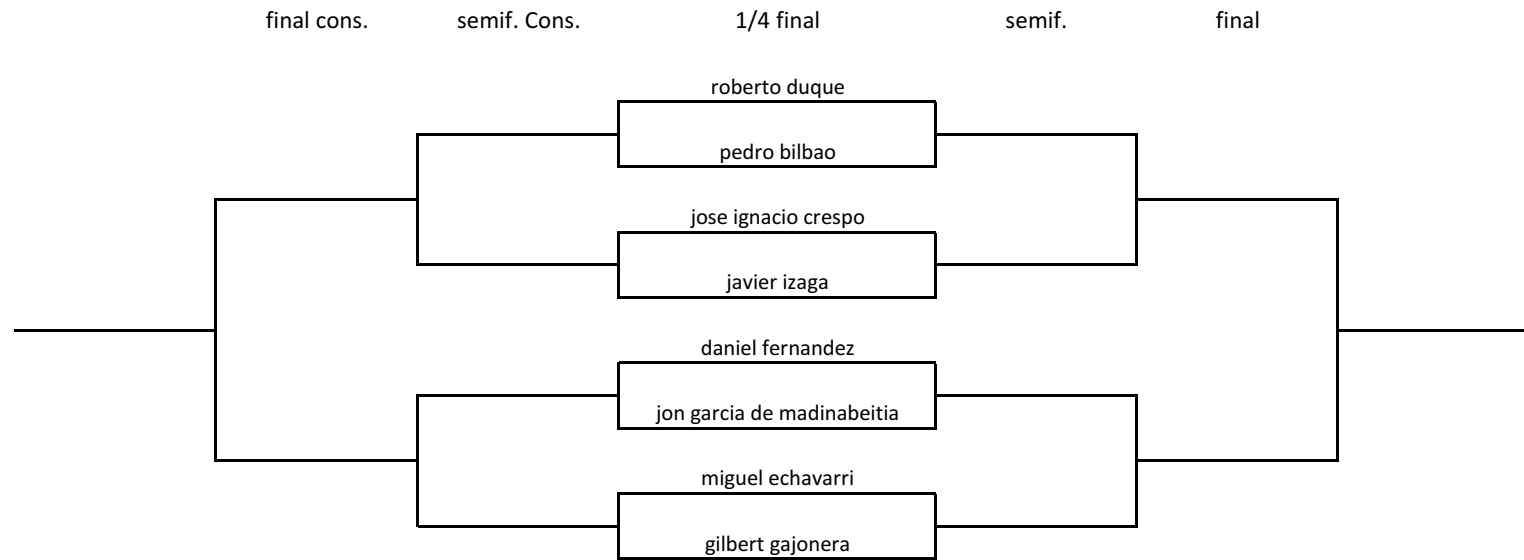 final cons. semif. Cons. 1/4 final semif. final
roberto duque
pedro bilbao
jose ignacio crespo
javier izaga
daniel fernandez
jon garcia de madinabeitia
miguel echavarri
gilbert gajonera